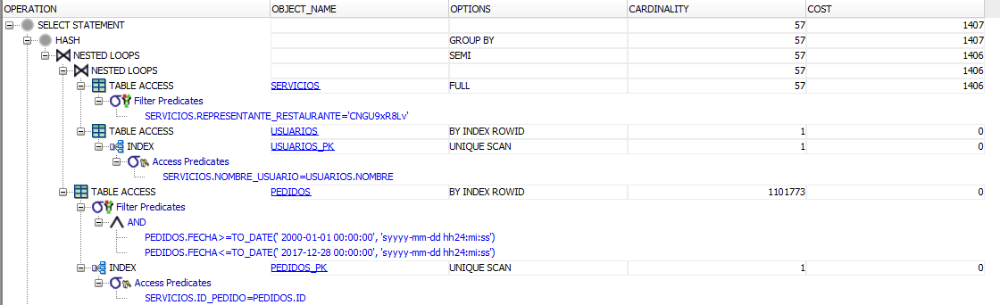 OPERATION OBJECT_NAME OPTIONS CARDINALITY COST
SELECT STATEMENT 57 1407
HASH GROUP BY 57 1407
NESTED LOOPS SEMI 57 1406
NESTED LOOPS 57 1406
TABLE ACCESS SERVICIOS FULL 57 1406
Filter Predicates
SERVICIOS.REPRESENTANTE_RESTAURANTE='CNGU9xR8Lv'
TABLE ACCESS USUARIOS BY INDEX ROWID 1 0
INDEX USUARIOS_PK UNIQUE SCAN 1 0
Access Predicates
SERVICIOS.NOMBRE_USUARIO=USUARIOS.NOMBRE
TABLE ACCESS PEDIDOS BY INDEX ROWID 1101773 0
Filter Predicates
AND
PEDIDOS.FECHA>=TO_DATE(' 2000-01-01 00:00:00', 'syyyy-mm-dd hh24:mi:ss')
PEDIDOS.FECHA<=TO_DATE(' 2017-12-28 00:00:00', 'syyyy-mm-dd hh24:mi:ss')
INDEX PEDIDOS_PK UNIQUE SCAN 1 0
Access Predicates
SERVICIOS.ID_PEDIDO=PEDIDOS.ID